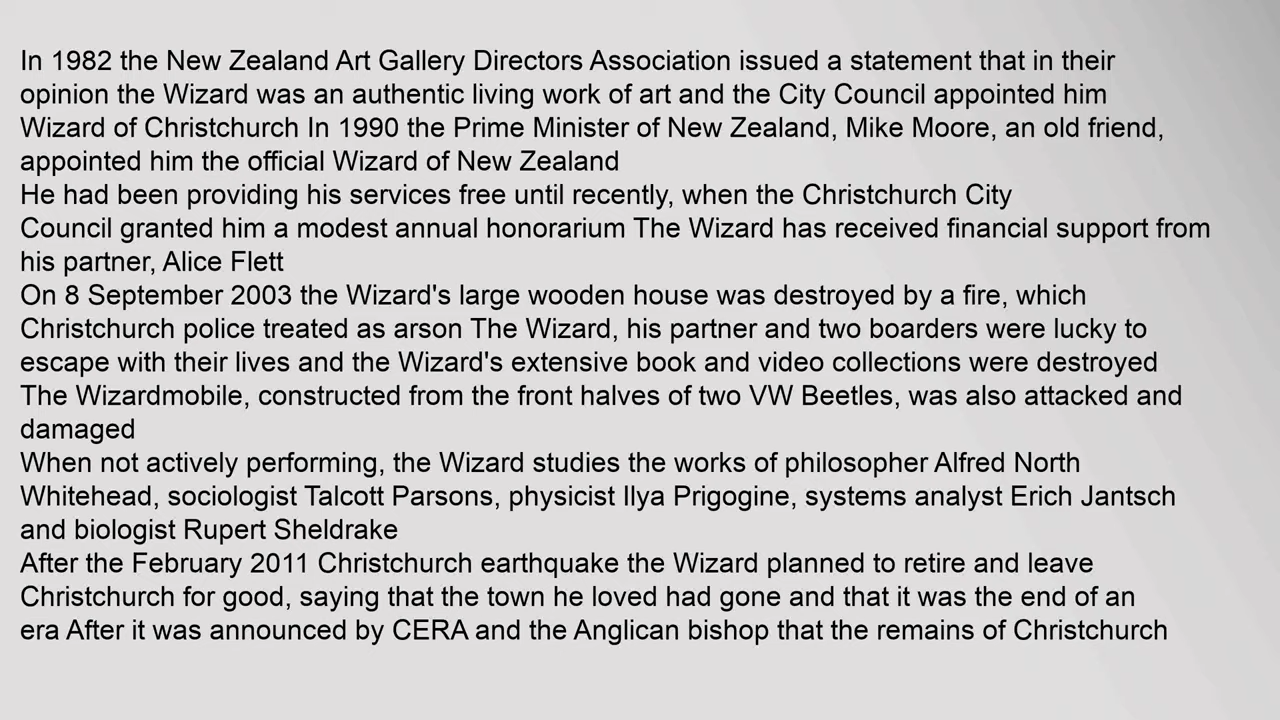 In 1982 the New Zealand Art Gallery Directors Association issued a statement that in their
opinion the Wizard was an authentic living work of art and the City Council appointed him
Wizard of Christchurch In 1990 the Prime Minister of New Zealand, Mike Moore, an old friend,
appointed him the official Wizard of New Zealand
He had been providing his services free until recently, when the Christchurch City
Council granted him a modest annual honorarium The Wizard has received financial support from
his partner, Alice Flett
On 8 September 2003 the Wizard's large wooden house was destroyed by a fire, which
Christchurch police treated as arson The Wizard, his partner and two boarders were lucky to
escape with their lives and the Wizard's extensive book and video collections were destroyed
The Wizardmobile, constructed from the front halves of two VW Beetles, was also attacked and
damaged
When not actively performing, the Wizard studies the works of philosopher Alfred North
Whitehead, sociologist Talcott Parsons, physicist Ilya Prigogine, systems analyst Erich Jantsch
and biologist Rupert Sheldrake
After the February 2011 Christchurch earthquake the Wizard planned to retire and leave
Christchurch for good, saying that the town he loved had gone and that it was the end of an
era After it was announced by CERA and the Anglican bishop that the remains of Christchurch